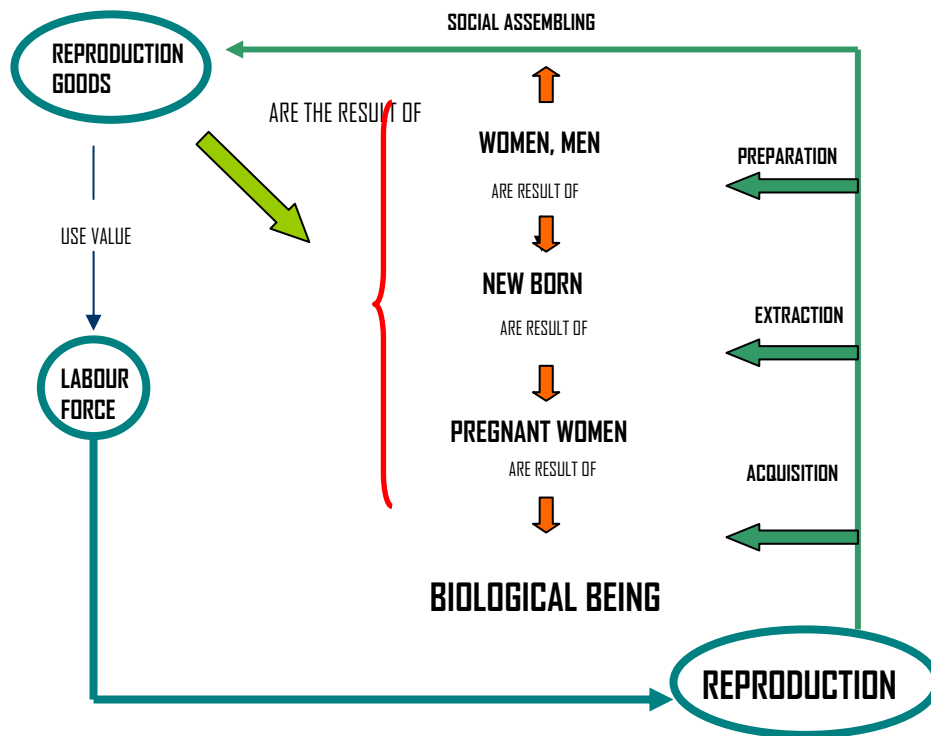 SOCIAL ASSEMBLING
REPRODUCTION
GOODS
ARE THE RESULT OF
WOMEN, MEN
PREPARATION
ARE RESULT OF
USE VALUE
NEW BORN
EXTRACTION
ARE RESULT OF
LABOUR
FORCE
PREGNANT WOMEN
ARE RESULT OF
ACQUISITION
BIOLOGICAL BEING
REPRODUCTION